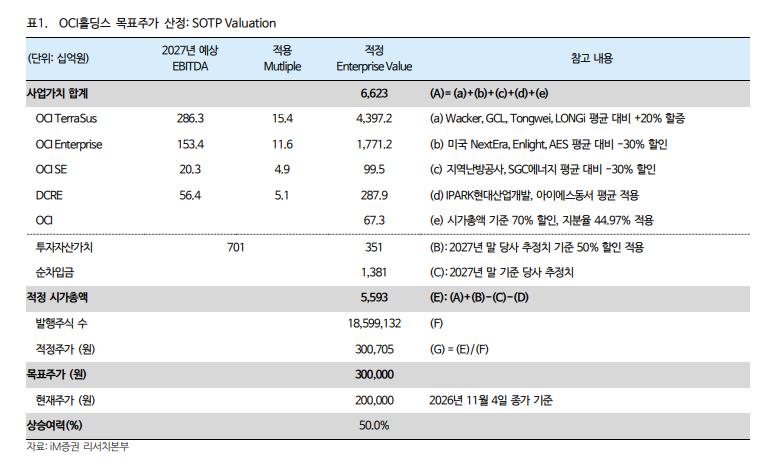 표1. OCI홀딩스 목표주가 산정: SOTP Valuation
(단위: 십억원) 2027년 예상 EBITDA 적용 Mutliple 적정 Enterprise Value 참고 내용
사업가치 합계 6,623 (A)= (a)+(b)+(c)+(d)+(e)
OCI TerraSus 286.3 15.4 4,397.2 (a) Wacker, GCL, Tongwei, LONGi 평균 대비 +20% 할증
OCI Enterprise 153.4 11.6 1,771.2 (b) 미국 NextEra, Enlight, AES 평균 대비 -30% 할인
OCI SE 20.3 4.9 99.5 (c) 지역난방공사, SGC에너지 평균 대비 -30% 할인
DCRE 56.4 5.1 287.9 (d) IPARK현대산업개발, 아이에스동서 평균 적용
OCI 67.3 (e) 시가총액 기준 70% 할인, 지분율 44.97% 적용
투자자산가치 701 351 (B): 2027년 말 당사 추정치 기준 50% 할인 적용
순차입금 1,381 (C): 2027년 말 기준 당사 추정치
적정 시가총액 5,593 (E): (A)+(B)-(C)-(D)
발행주식 수 18,599,132 (F)
적정주가 (원) 300,705 (G) = (E)/(F)
목표주가 (원) 300,000
현재주가 (원) 200,000 2026년 11월 4일 종가 기준
상승여력(%) 50.0%
자료: iM증권 리서치본부